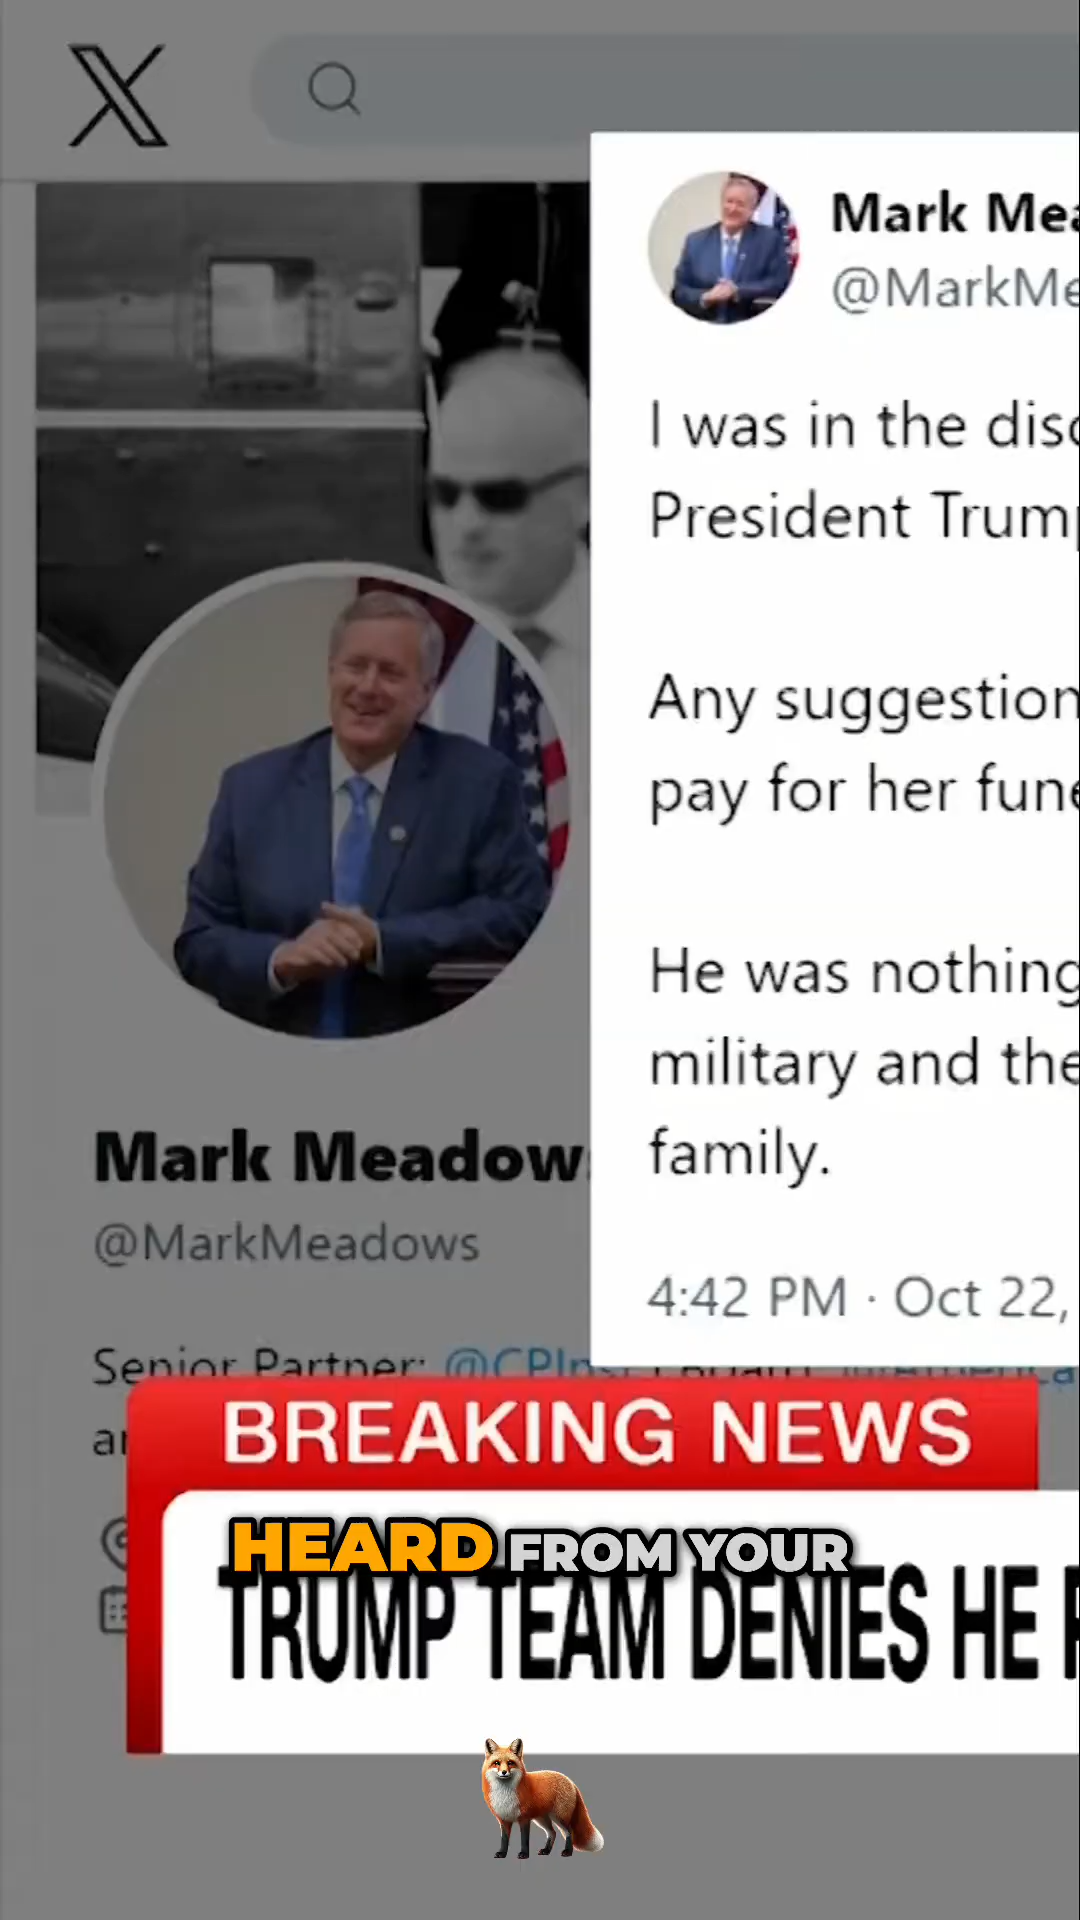 Mark Mea
@MarkMe
I was in the disc
President Trump
Any suggestion
pay for her fune
He was nothing
military and the
family.
4:42 PM · Oct 22,
Mark Meadow
@MarkMeadows
Senior Partner: @CPIns
BREAKING NEWS
HEARD FROM YOUR
TRUMP TEAM DENIES HE